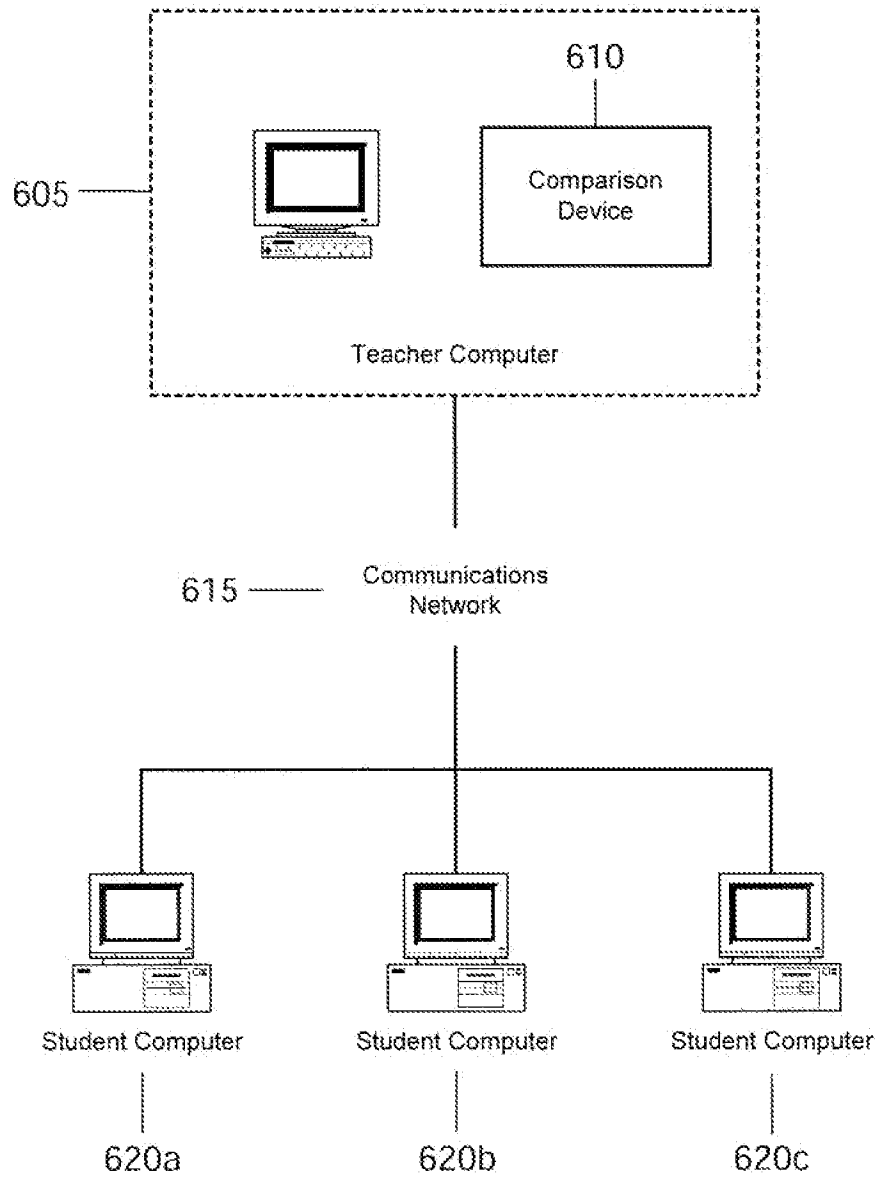 610
605
Comparison
Device
Teacher Computer
615
Communications
Network
Student Computer
Student Computer
Student Computer
620a
620b
620c